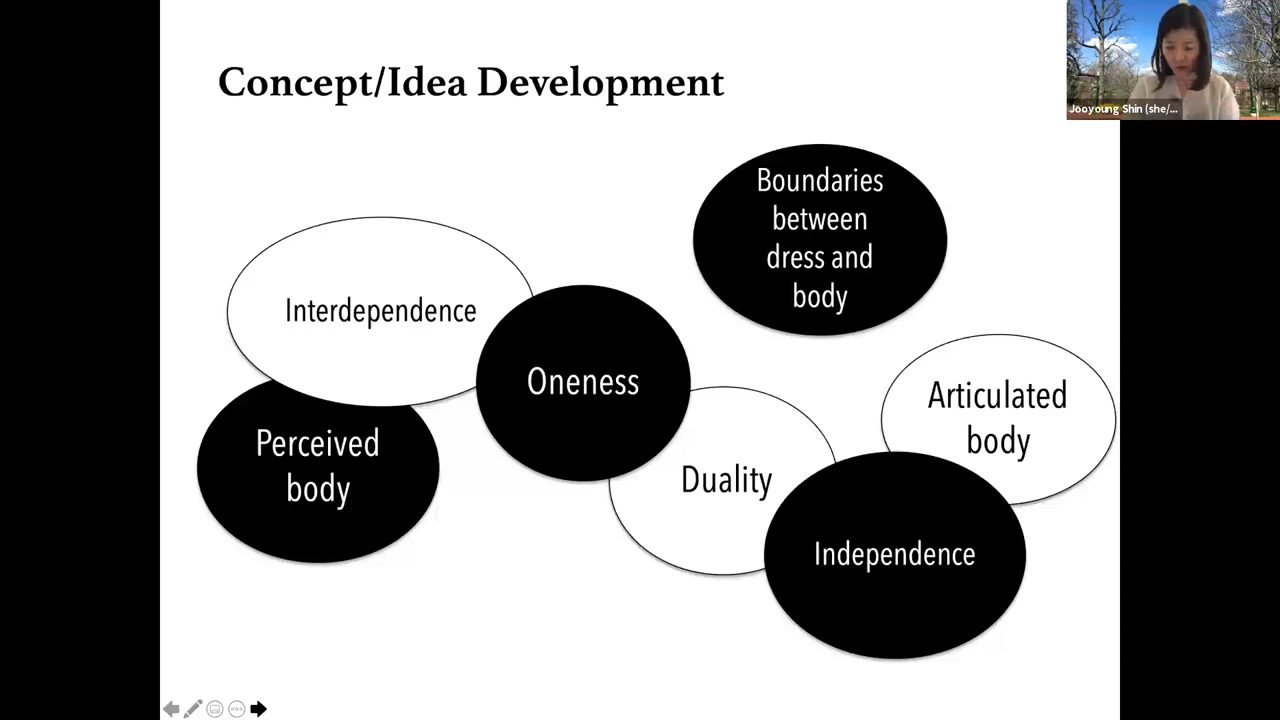 Concept/Idea Development
Jooyoung Shin (she/...
Boundaries
between
dress and
body
Interdependence
Oneness
Articulated
body
Perceived
body
Duality
Independence